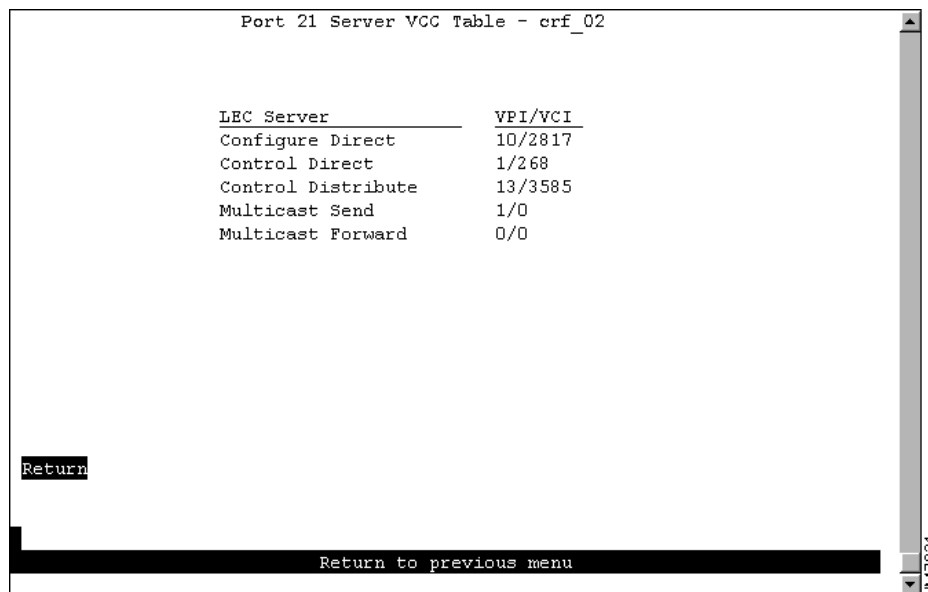 Port 21 Server VCC Table - crf_02
LEC Server VPI/VCI
Configure Direct 10/2817
Control Direct 1/268
Control Distribute 13/3585
Multicast Send 1/0
Multicast Forward 0/0
Return
Return to previous menu